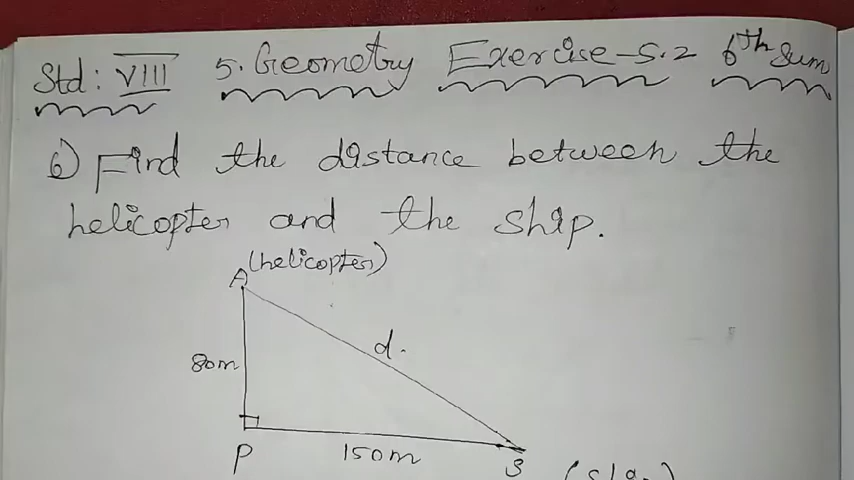 Std: VIII 5. Geometry Exercise-5.2 6th Sum
6) Find the distance between the
helicopter and the ship.
A (helicopter)
d.
80m
P 150m S